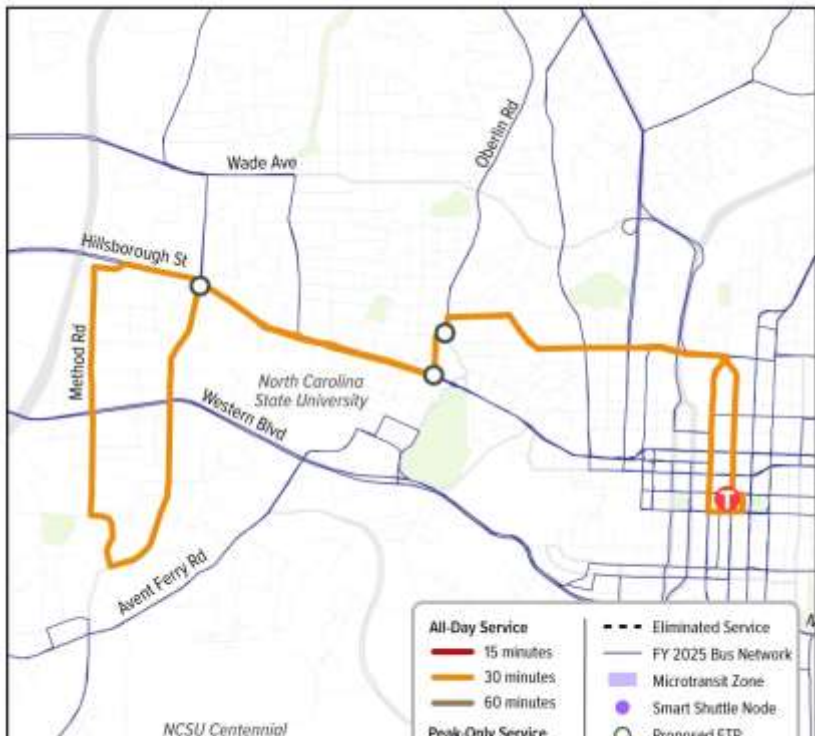 Oberlin Rd
Wade Ave
Hillsborough St
Method Rd
North Carolina
State University
Western Blvd
T
Avent Ferry Rd
NCSU Centennial
All-Day Service
15 minutes
30 minutes
60 minutes
Peak-Only Service
Eliminated Service
FY 2025 Bus Network
Microtransit Zone
Smart Shuttle Node
Proposed ETP